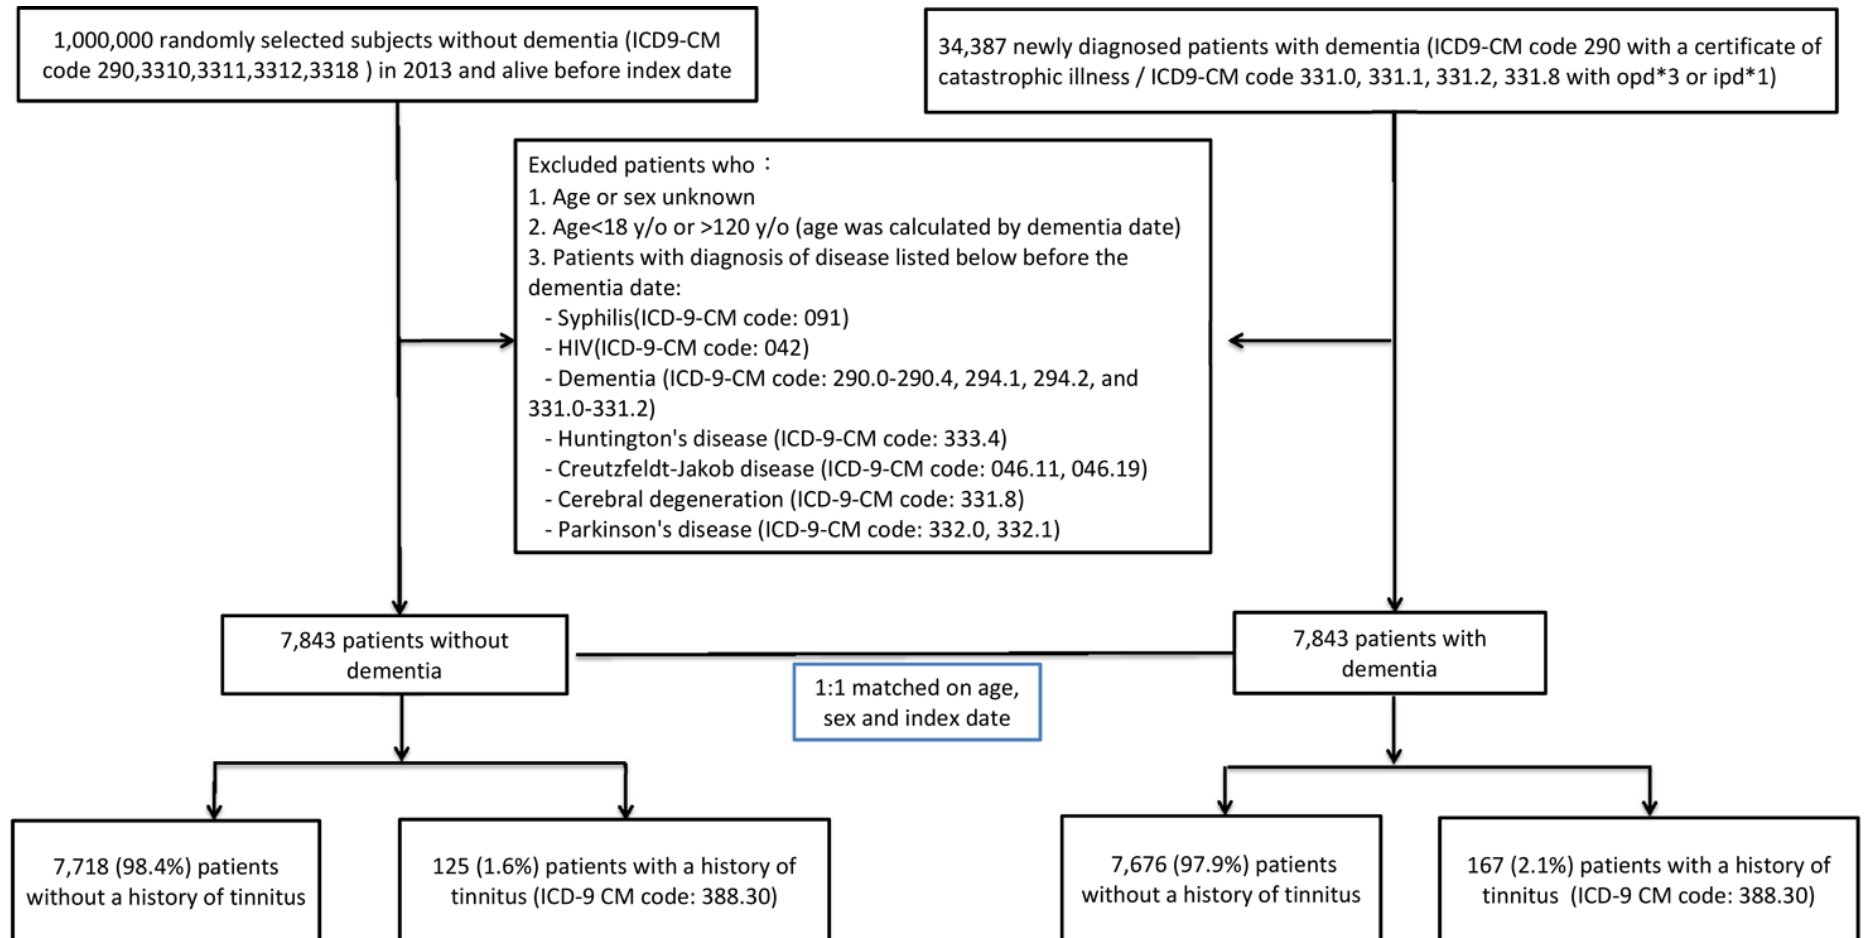 1,000,000 randomly selected subjects without dementia (ICD9-CM
code 290,3310,3311,3312,3318 ) in 2013 and alive before index date
34,387 newly diagnosed patients with dementia (ICD9-CM code 290 with a certificate of
catastrophic illness / ICD9-CM code 331.0, 331.1, 331.2, 331.8 with opd*3 or ipd*1)
Excluded patients who：
1. Age or sex unknown
2. Age<18 y/o or >120 y/o (age was calculated by dementia date)
3. Patients with diagnosis of disease listed below before the
dementia date:
- Syphilis(ICD-9-CM code: 091)
- HIV(ICD-9-CM code: 042)
- Dementia (ICD-9-CM code: 290.0-290.4, 294.1, 294.2, and
331.0-331.2)
- Huntington's disease (ICD-9-CM code: 333.4)
- Creutzfeldt-Jakob disease (ICD-9-CM code: 046.11, 046.19)
- Cerebral degeneration (ICD-9-CM code: 331.8)
- Parkinson's disease (ICD-9-CM code: 332.0, 332.1)
7,843 patients without
dementia
7,843 patients with
dementia
1:1 matched on age,
sex and index date
7,718 (98.4%) patients
without a history of tinnitus
125 (1.6%) patients with a history of
tinnitus (ICD-9 CM code: 388.30)
7,676 (97.9%) patients
without a history of tinnitus
167 (2.1%) patients with a history of
tinnitus (ICD-9 CM code: 388.30)